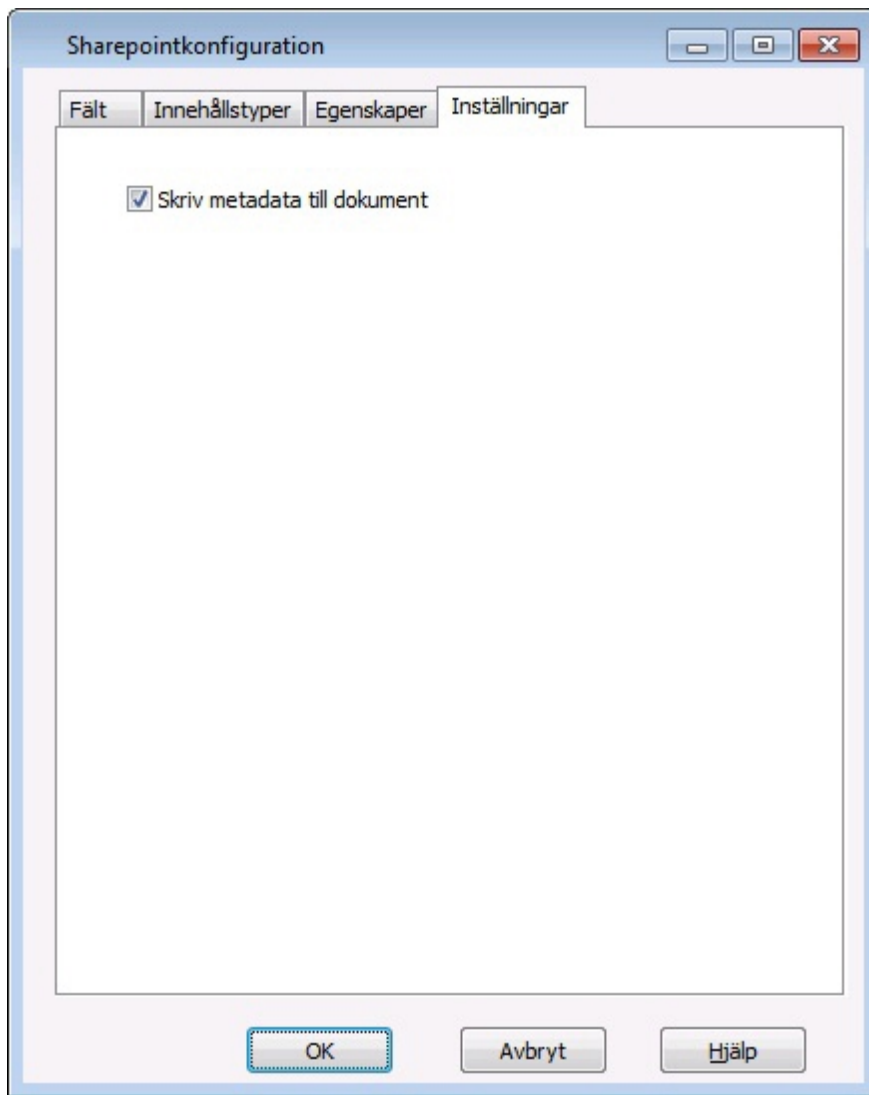 Sharepointkonfiguration
Fält Innehållstyper Egenskaper Inställningar
Skriv metadata till dokument
OK Avbryt Hjälp